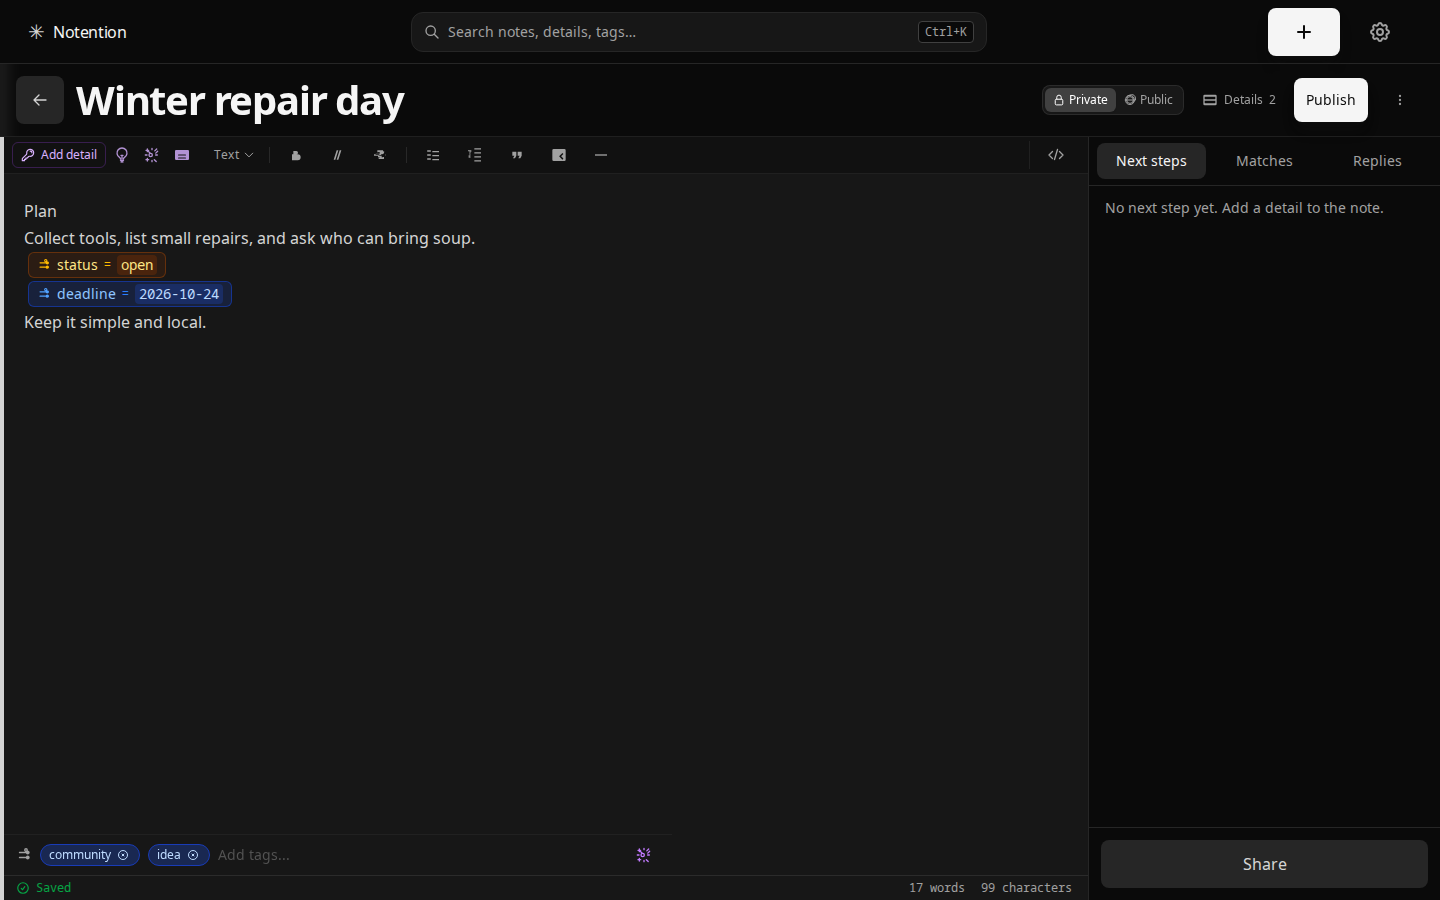 Notention
Search notes, details, tags...
Ctrl+K
Winter repair day
Private
Public
Details 2
Publish
Add detail
Text
Next steps
Matches
Replies
Plan
Collect tools, list small repairs, and ask who can bring soup.
status = open
deadline = 2026-10-24
Keep it simple and local.
No next step yet. Add a detail to the note.
community
idea
Add tags...
Share
Saved
17 words 99 characters